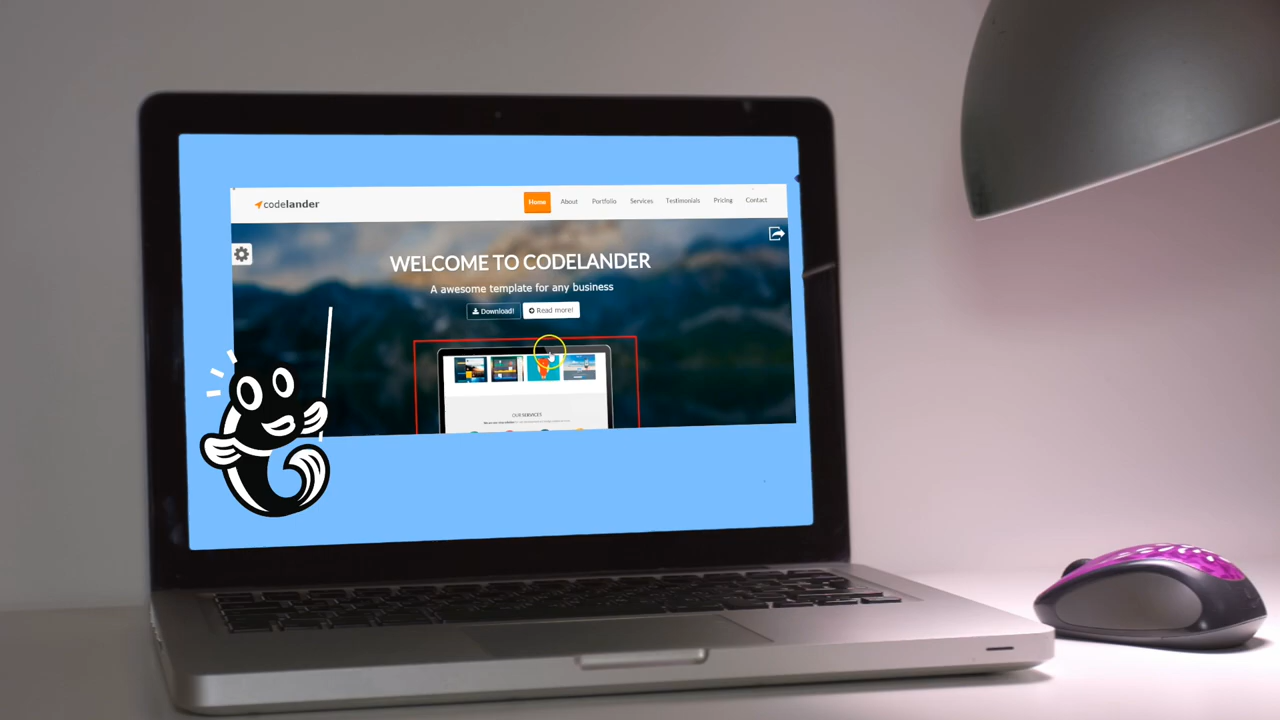 codelander
Home About Portfolio Services Testimonials Pricing Contact
WELCOME TO CODELANDER
A awesome template for any business
Download! Read more!
OUR SERVICES